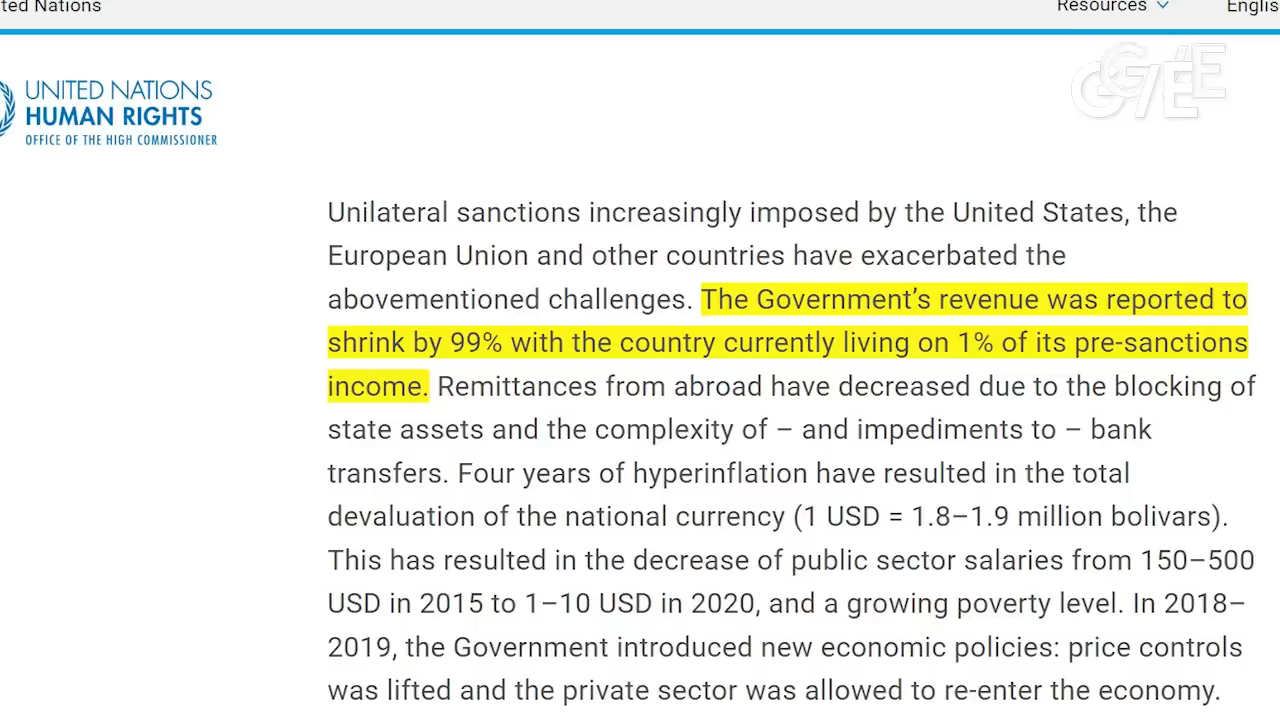 ted Nations
Resources
Englis
UNITED NATIONS
HUMAN RIGHTS
OFFICE OF THE HIGH COMMISSIONER
Unilateral sanctions increasingly imposed by the United States, the
European Union and other countries have exacerbated the
abovementioned challenges. The Government’s revenue was reported to
shrink by 99% with the country currently living on 1% of its pre-sanctions
income. Remittances from abroad have decreased due to the blocking of
state assets and the complexity of – and impediments to – bank
transfers. Four years of hyperinflation have resulted in the total
devaluation of the national currency (1 USD = 1.8–1.9 million bolivars).
This has resulted in the decrease of public sector salaries from 150–500
USD in 2015 to 1–10 USD in 2020, and a growing poverty level. In 2018–
2019, the Government introduced new economic policies: price controls
was lifted and the private sector was allowed to re-enter the economy.